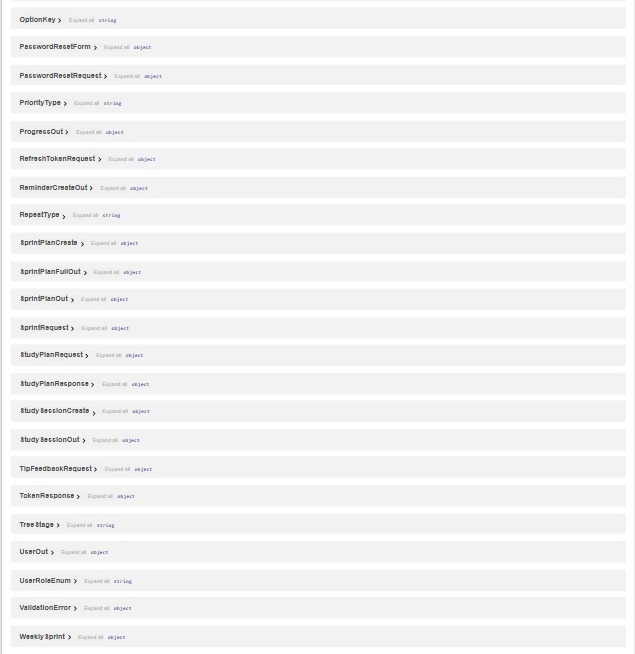 OptionKey Expand all string
PasswordResetForm Expand all object
PasswordResetRequest Expand all object
PriorityType Expand all string
ProgressOut Expand all object
RefreshTokenRequest Expand all object
ReminderCreateOut Expand all object
RepeatType Expand all string
SprintPlanCreate Expand all object
SprintPlanFullOut Expand all object
SprintPlanOut Expand all object
SprintRequest Expand all object
StudyPlanRequest Expand all object
StudyPlanResponse Expand all object
StudySessionCreate Expand all object
StudySessionOut Expand all object
TipFeedbackRequest Expand all object
TokenResponse Expand all object
TreeStage Expand all string
UserOut Expand all object
UserRoleEnum Expand all string
ValidationError Expand all object
WeeklySprint Expand all object